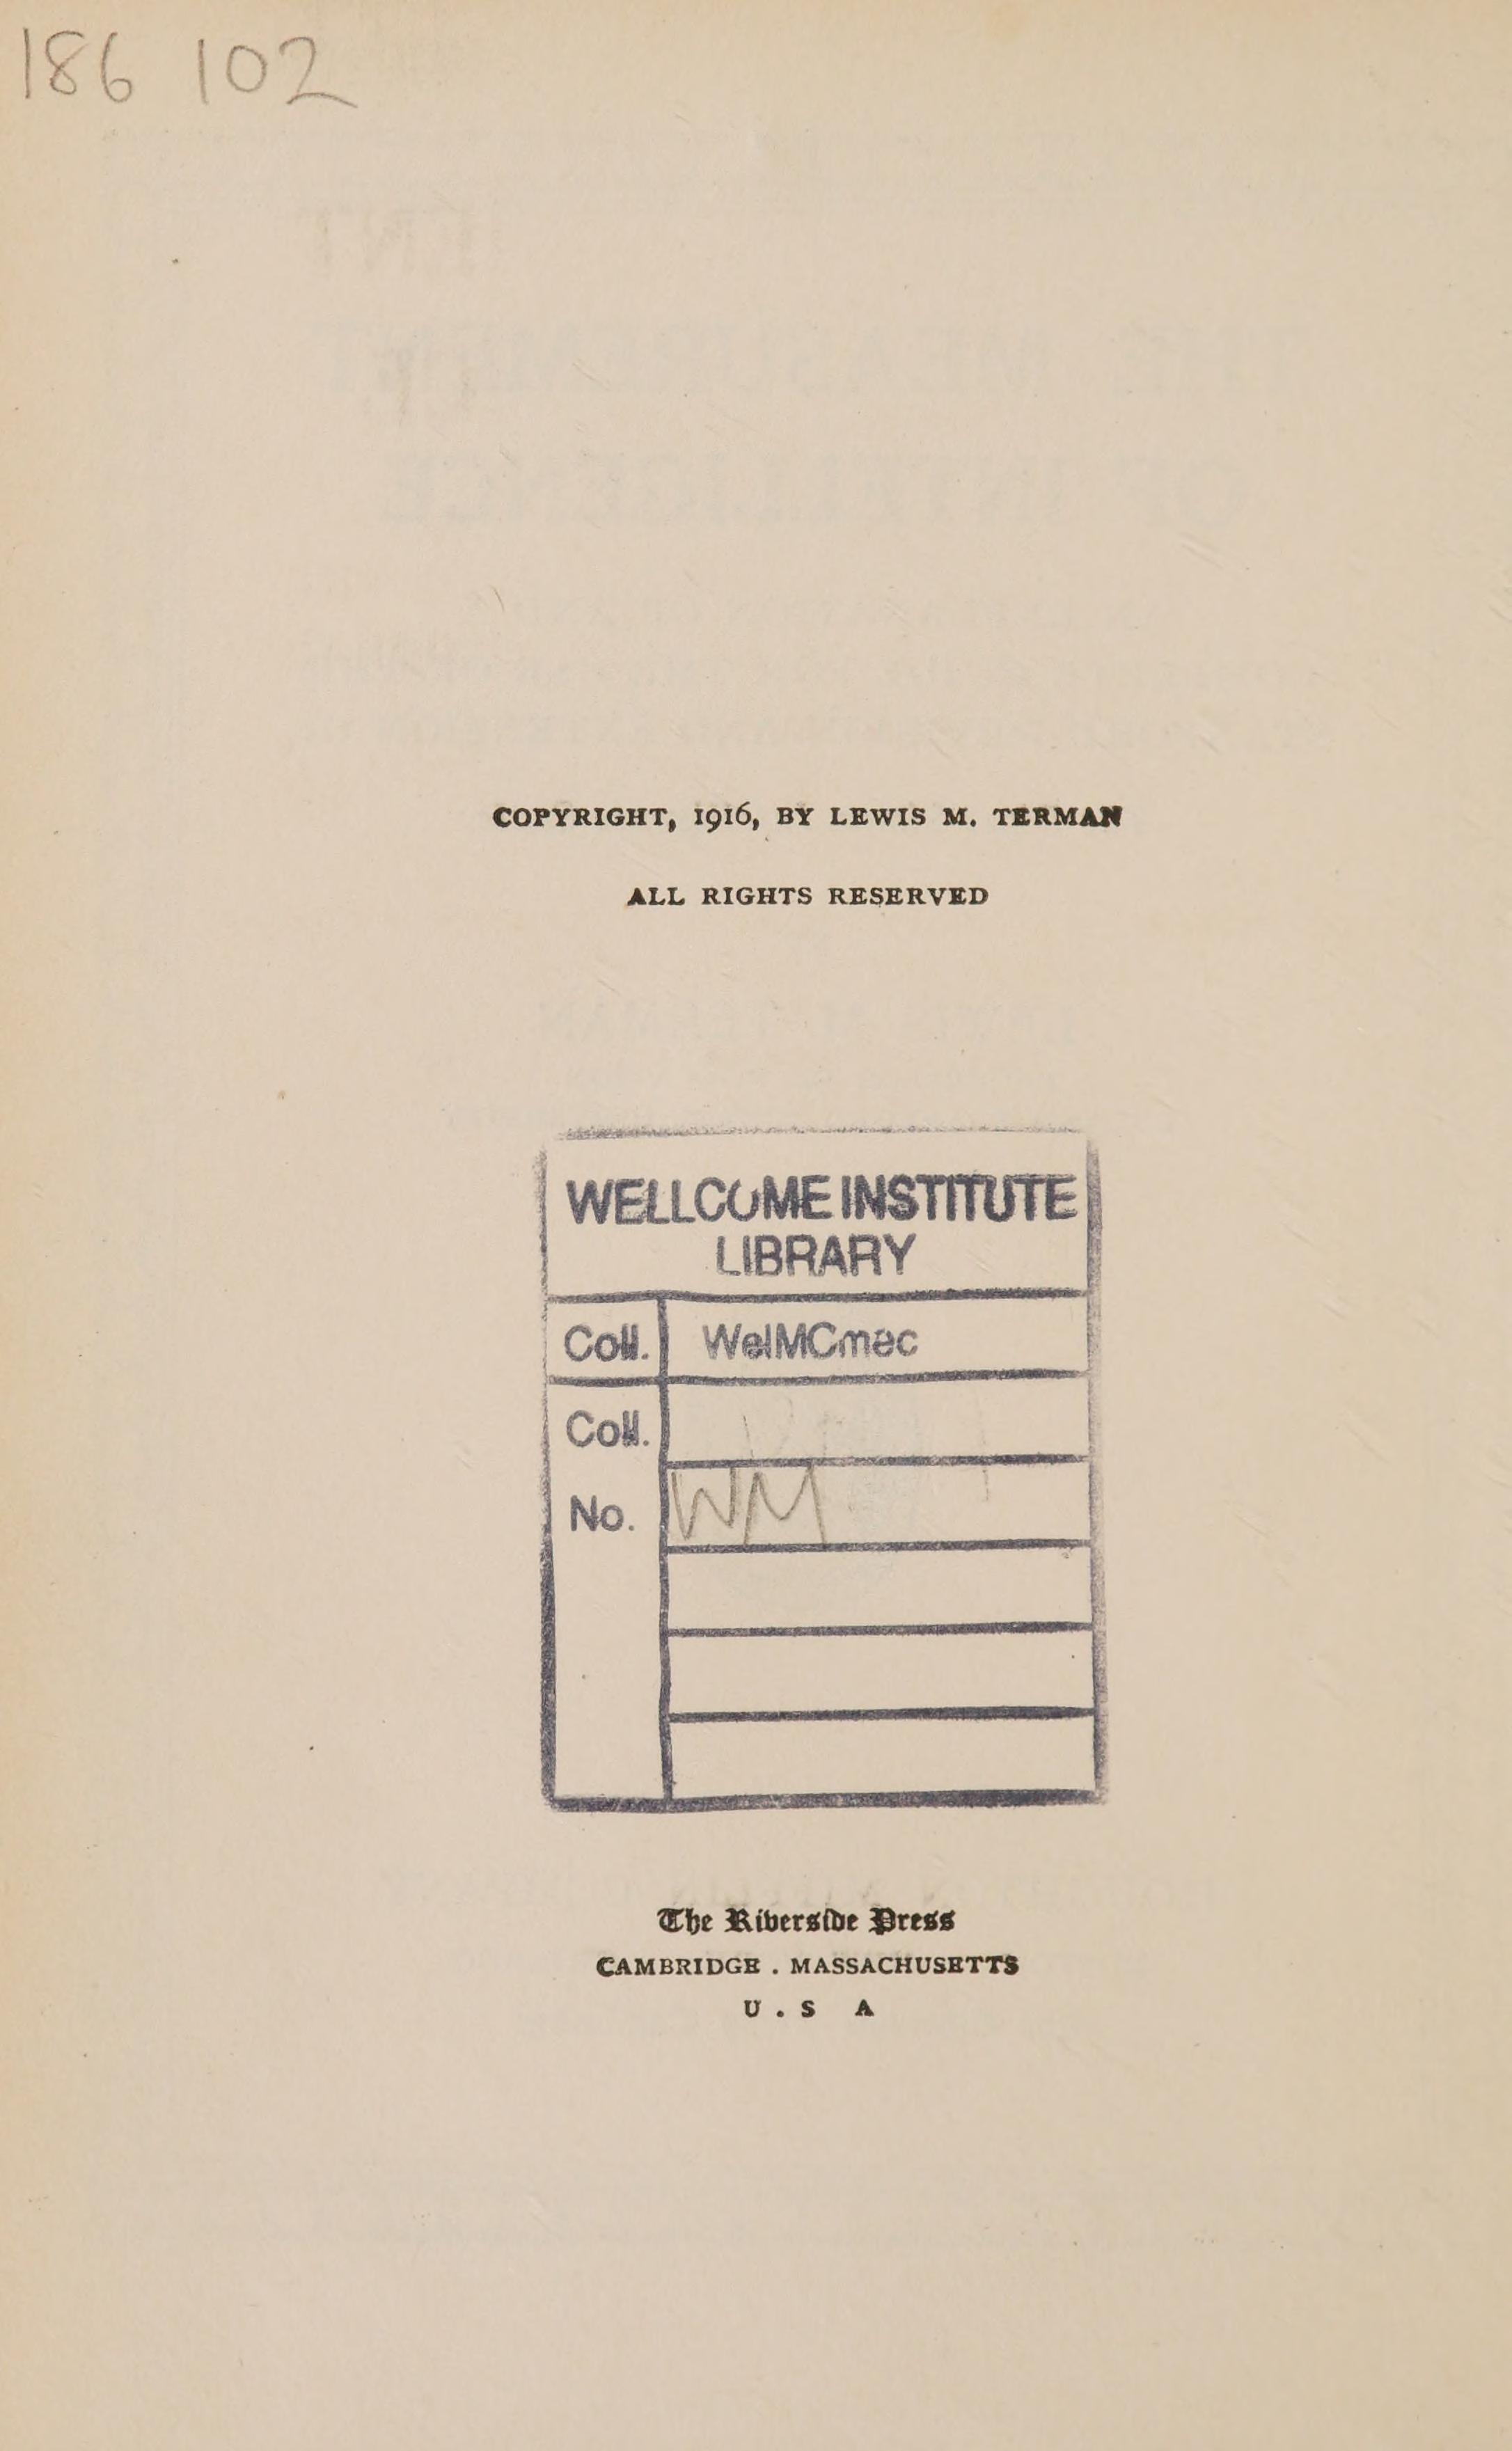 186 102
COPYRIGHT, 1916, BY LEWIS M. TERMAN
ALL RIGHTS RESERVED
WELLCOME INSTITUTE
LIBRARY
Coll. WelMCmec
Coll.
No. WM
The Riverside Press
CAMBRIDGE . MASSACHUSETTS
U . S A